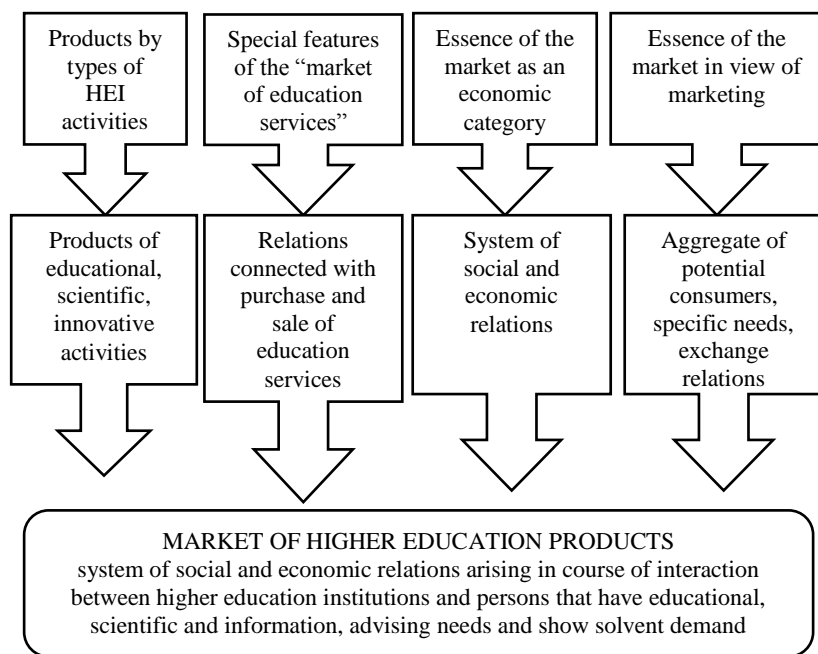 Products by
types of
HEI
activities
Special features
of the “market
of education
services”
Essence of the
market as an
economic
category
Essence of the
market in view of
marketing
Products of
educational,
scientific,
innovative
activities
Relations
connected with
purchase and
sale of
education
services
System of
social and
economic
relations
Aggregate of
potential
consumers,
specific needs,
exchange
relations
MARKET OF HIGHER EDUCATION PRODUCTS
system of social and economic relations arising in course of interaction
between higher education institutions and persons that have educational,
scientific and information, advising needs and show solvent demand